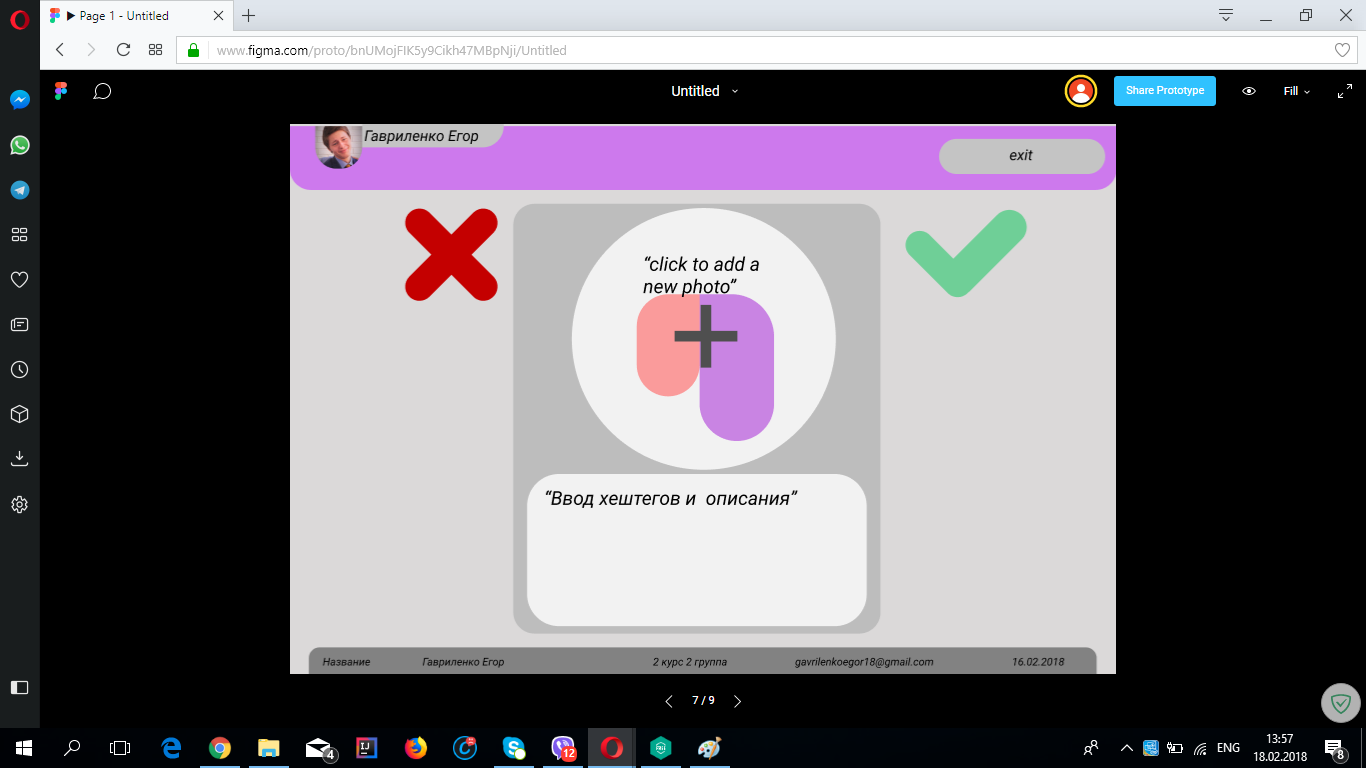 Page 1 - Untitled
www.figma.com/proto/bnUMojFIK5y9Cikh47MBpNji/Untitled
Untitled
Share Prototype
Fill
Гавриленко Егор
exit
“click to add a
new photo”
“Ввод хештегов и описания”
Название
Гавриленко Егор
2 курс 2 группа
gavrilenkoegor18@gmail.com
16.02.2018
7 / 9
4
IJ
12
ENG
13:57
18.02.2018
8